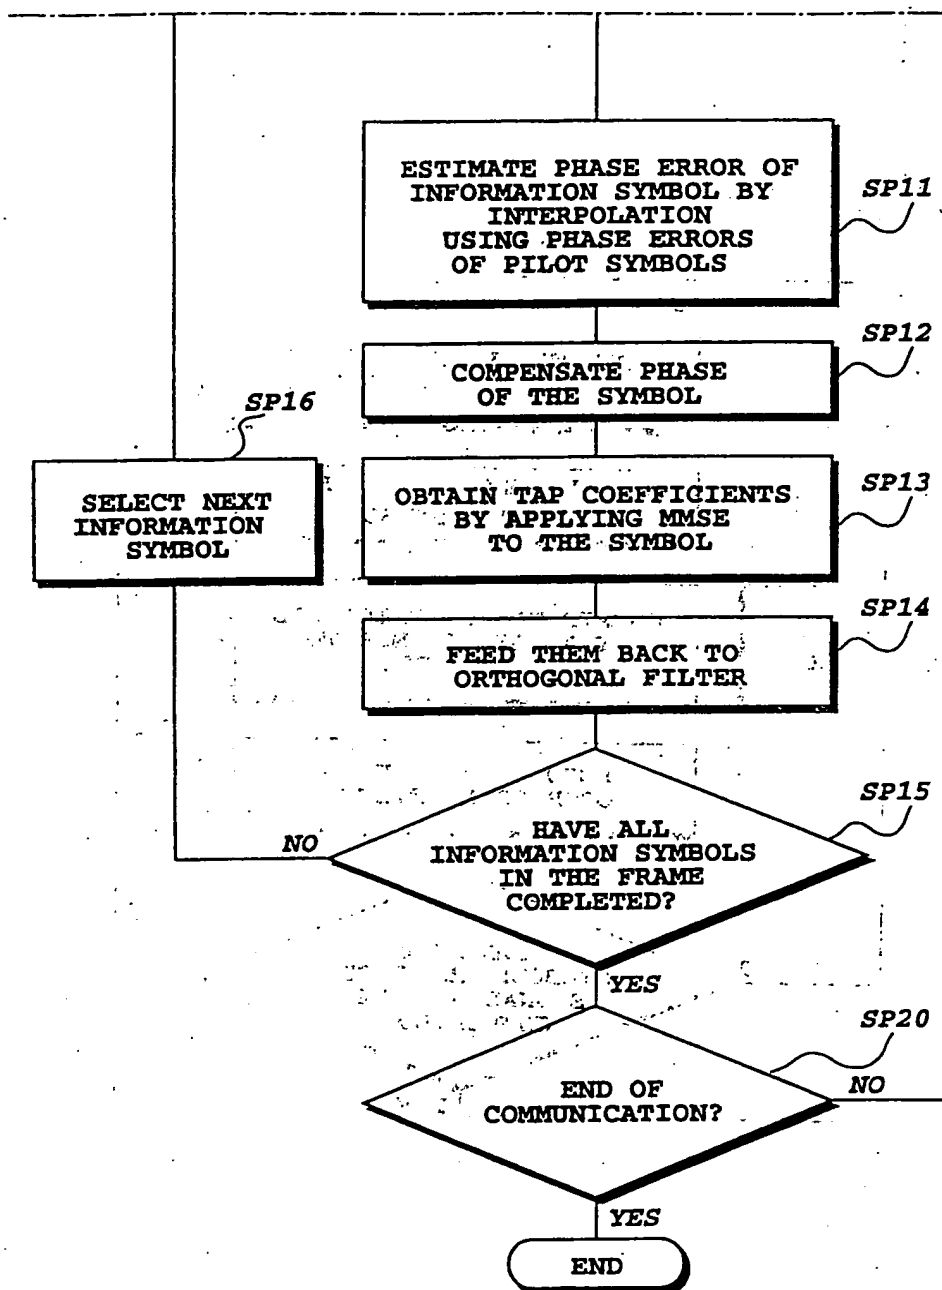 ESTIMATE PHASE ERROR OF
INFORMATION SYMBOL BY
INTERPOLATION
USING PHASE ERRORS
OF PILOT SYMBOLS
SP11
COMPENSATE PHASE
OF THE SYMBOL
SP12
SP16
SELECT NEXT
INFORMATION
SYMBOL
OBTAIN TAP COEFFICIENTS
BY APPLYING MMSE
TO THE SYMBOL
SP13
FEED THEM BACK TO
ORTHOGONAL FILTER
SP14
HAVE ALL
INFORMATION SYMBOLS
IN THE FRAME
COMPLETED?
SP15
NO
YES
END OF
COMMUNICATION?
SP20
NO
YES
END